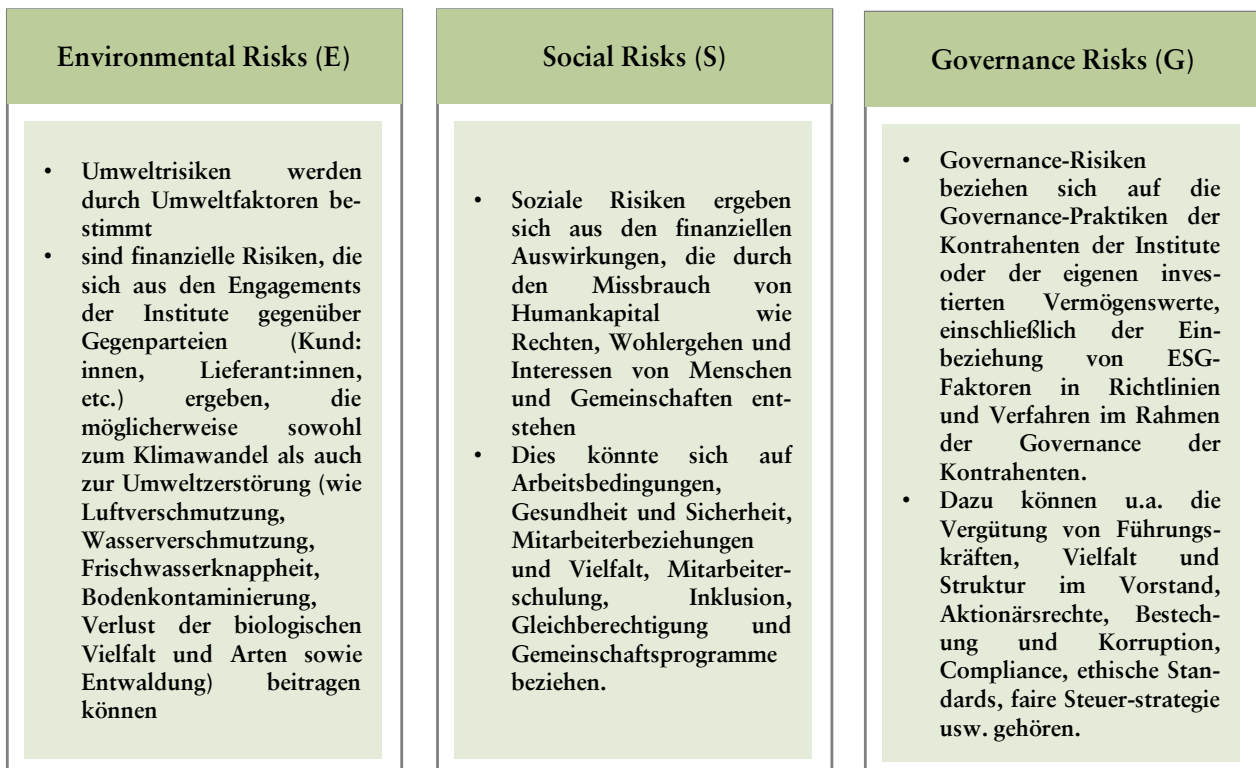 Environmental Risks (E)
• Umweltrisiken werden
durch Umweltfaktoren be-
stimmt
• sind finanzielle Risiken, die
sich aus den Engagements
der Institute gegenüber
Gegenparteien (Kund:
innen, Lieferant:innen,
etc.) ergeben, die
möglicherweise sowohl
zum Klimawandel als auch
zur Umweltzerstörung (wie
Luftverschmutzung,
Wasserverschmutzung,
Frischwasserknappheit,
Bodenkontaminierung,
Verlust der biologischen
Vielfalt und Arten sowie
Entwaldung) beitragen
können
Social Risks (S)
• Soziale Risiken ergeben
sich aus den finanziellen
Auswirkungen, die durch
den Missbrauch von
Humankapital wie
Rechten, Wohlergehen und
Interessen von Menschen
und Gemeinschaften ent-
stehen
• Dies könnte sich auf
Arbeitsbedingungen,
Gesundheit und Sicherheit,
Mitarbeiterbeziehungen
und Vielfalt, Mitarbeiter-
schulung, Inklusion,
Gleichberechtigung und
Gemeinschaftsprogramme
beziehen.
Governance Risks (G)
• Governance-Risiken
beziehen sich auf die
Governance-Praktiken der
Kontrahenten der Institute
oder der eigenen inves-
tierten Vermögenswerte,
einschließlich der Ein-
beziehung von ESG-
Faktoren in Richtlinien
und Verfahren im Rahmen
der Governance der
Kontrahenten.
• Dazu können u.a. die
Vergütung von Führungs-
kräften, Vielfalt und
Struktur im Vorstand,
Aktionärsrechte, Bestech-
ung und Korruption,
Compliance, ethische Stan-
dards, faire Steuer-strategie
usw. gehören.